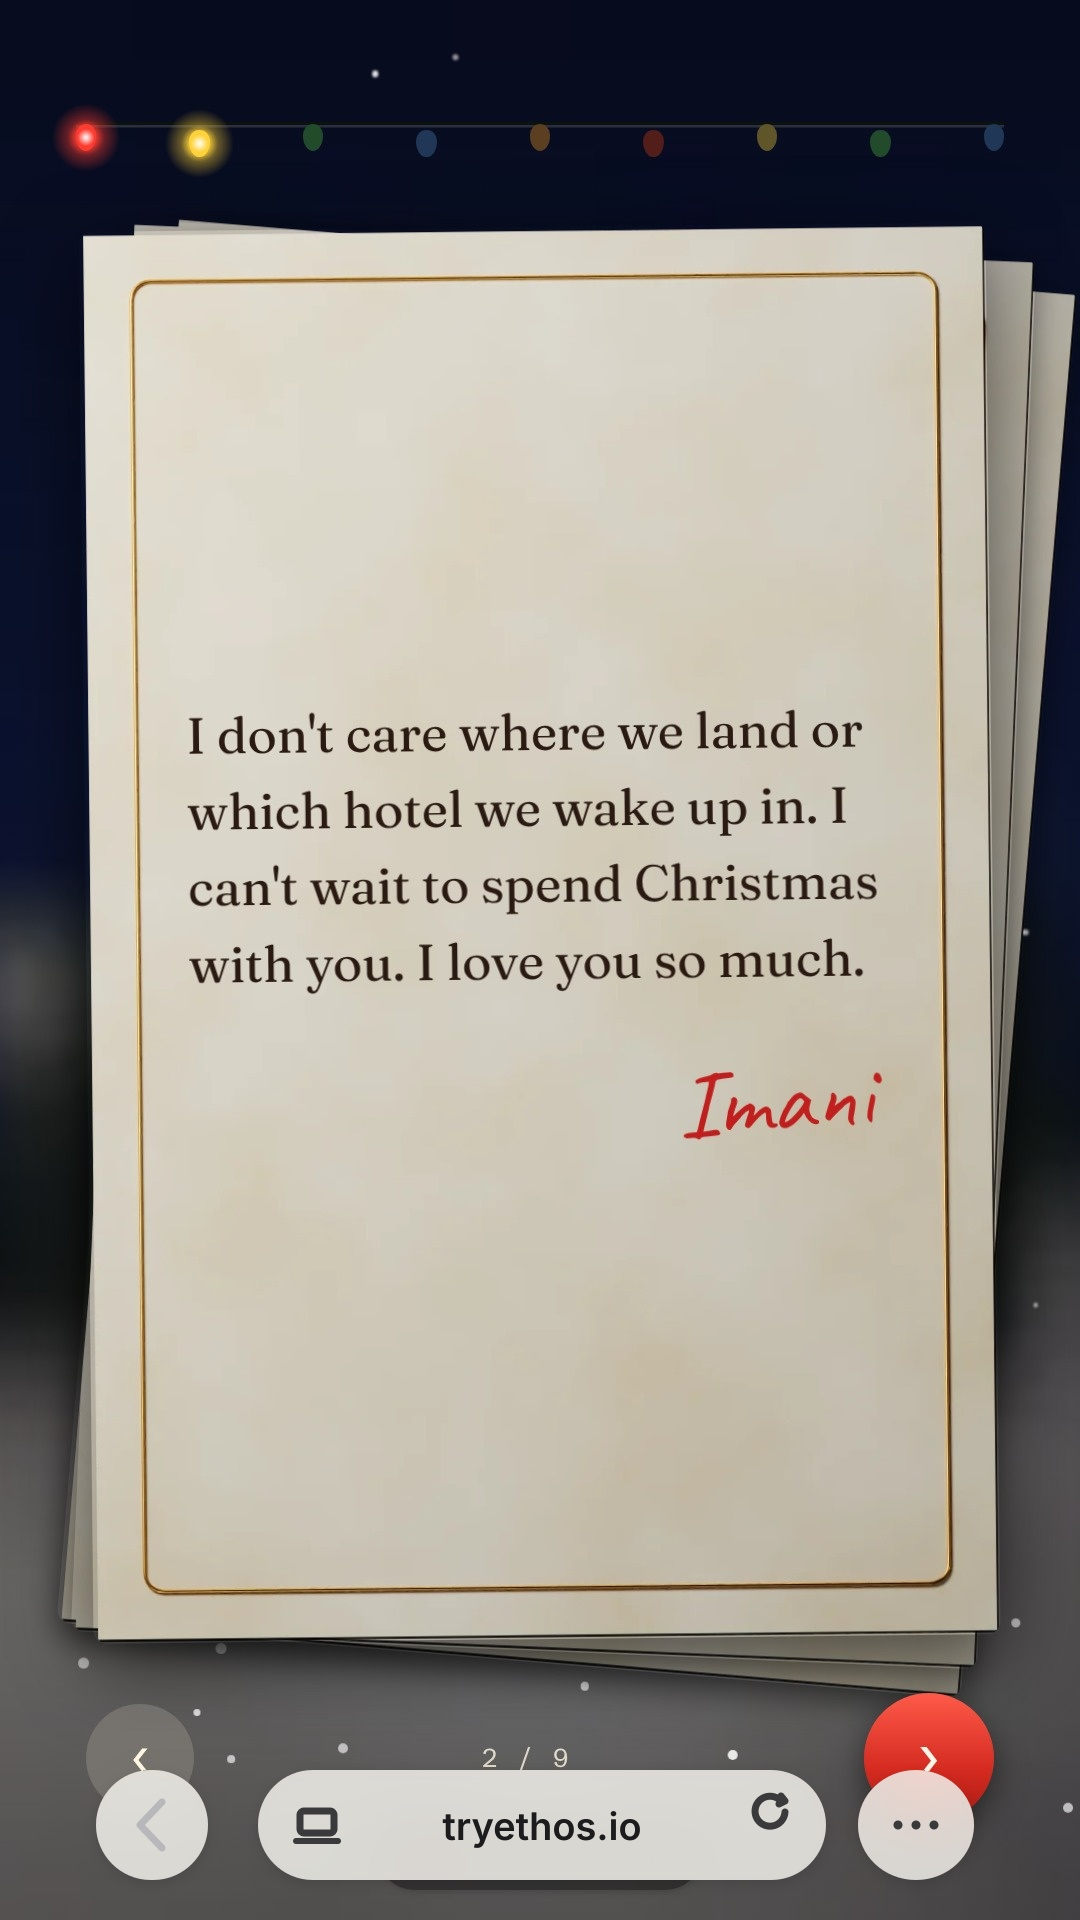 I don't care where we land or
which hotel we wake up in. I
can't wait to spend Christmas
with you. I love you so much.
Imani
2 / 9
tryethos.io